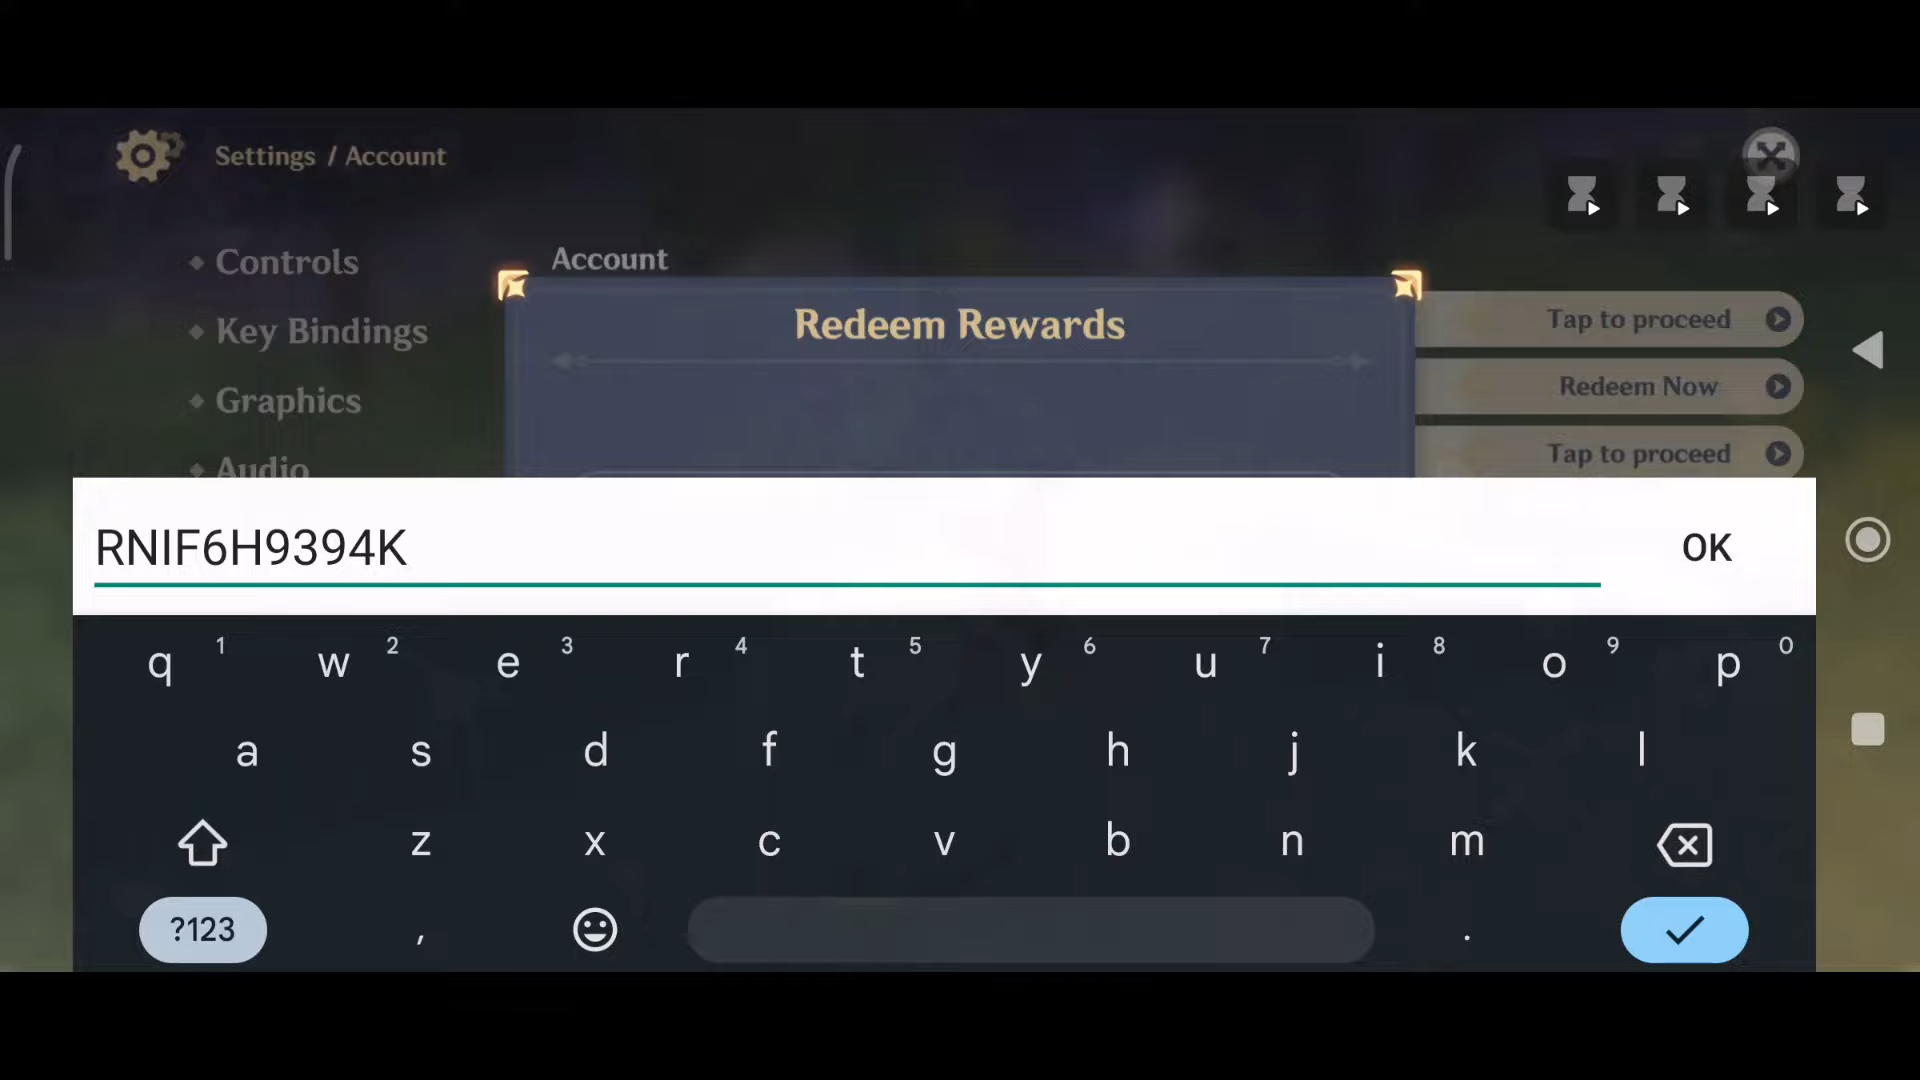 Settings / Account
Controls
Key Bindings
Graphics
Audio
Account
Redeem Rewards
Tap to proceed
Redeem Now
Tap to proceed
RNIF6H9394K
OK
q 1 w 2 e 3 r 4 t 5 y 6 u 7 i 8 o 9 p 0
a s d f g h j k l
z x c v b n m
?123 , .